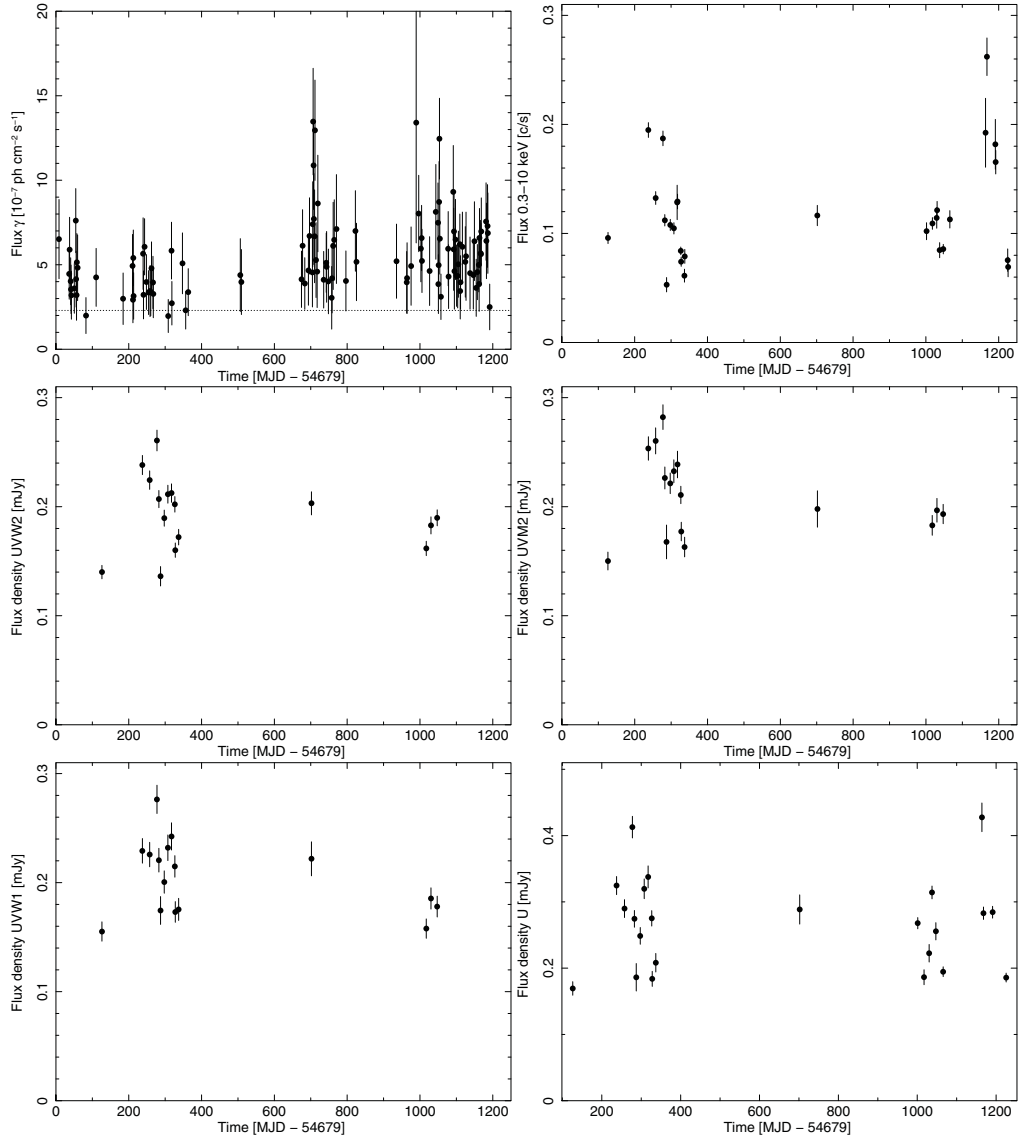 20
15
10
5
0
Flux γ [10⁻⁷ ph cm⁻² s⁻¹]
0 200 400 600 800 1000 1200
Time [MJD − 54679]
0.3
0.2
0.1
0
Flux 0.3−10 keV [c/s]
0 200 400 600 800 1000 1200
Time [MJD − 54679]
0.3
0.2
0.1
0
Flux density UVW2 [mJy]
0 200 400 600 800 1000 1200
Time [MJD − 54679]
0.3
0.2
0.1
0
Flux density UVM2 [mJy]
0 200 400 600 800 1000 1200
Time [MJD − 54679]
0.3
0.2
0.1
0
Flux density UVW1 [mJy]
0 200 400 600 800 1000 1200
Time [MJD − 54679]
0.4
0.2
0
Flux density U [mJy]
200 400 600 800 1000 1200
Time [MJD − 54679]